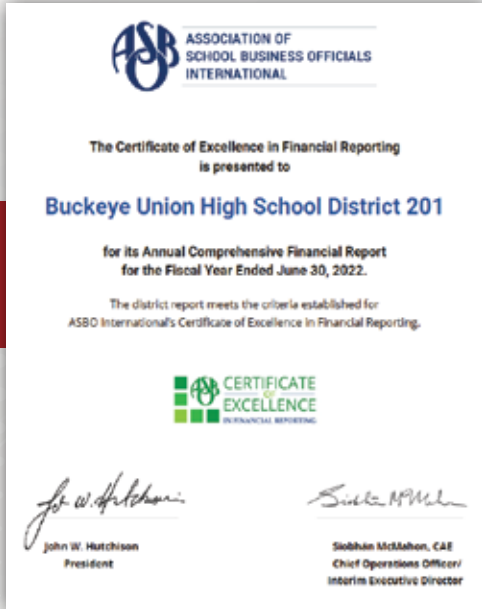 ASBO
ASSOCIATION OF
SCHOOL BUSINESS OFFICIALS
INTERNATIONAL
The Certificate of Excellence in Financial Reporting
is presented to
Buckeye Union High School District 201
for its Annual Comprehensive Financial Report
for the Fiscal Year Ended June 30, 2022.
The district report meets the criteria established for
ASBO International's Certificate of Excellence in Financial Reporting.
ASBO
CERTIFICATE
OF
EXCELLENCE
IN FINANCIAL REPORTING
John W. Hutchison
President
Siobhán McMahon, CAE
Chief Operations Officer/
Interim Executive Director